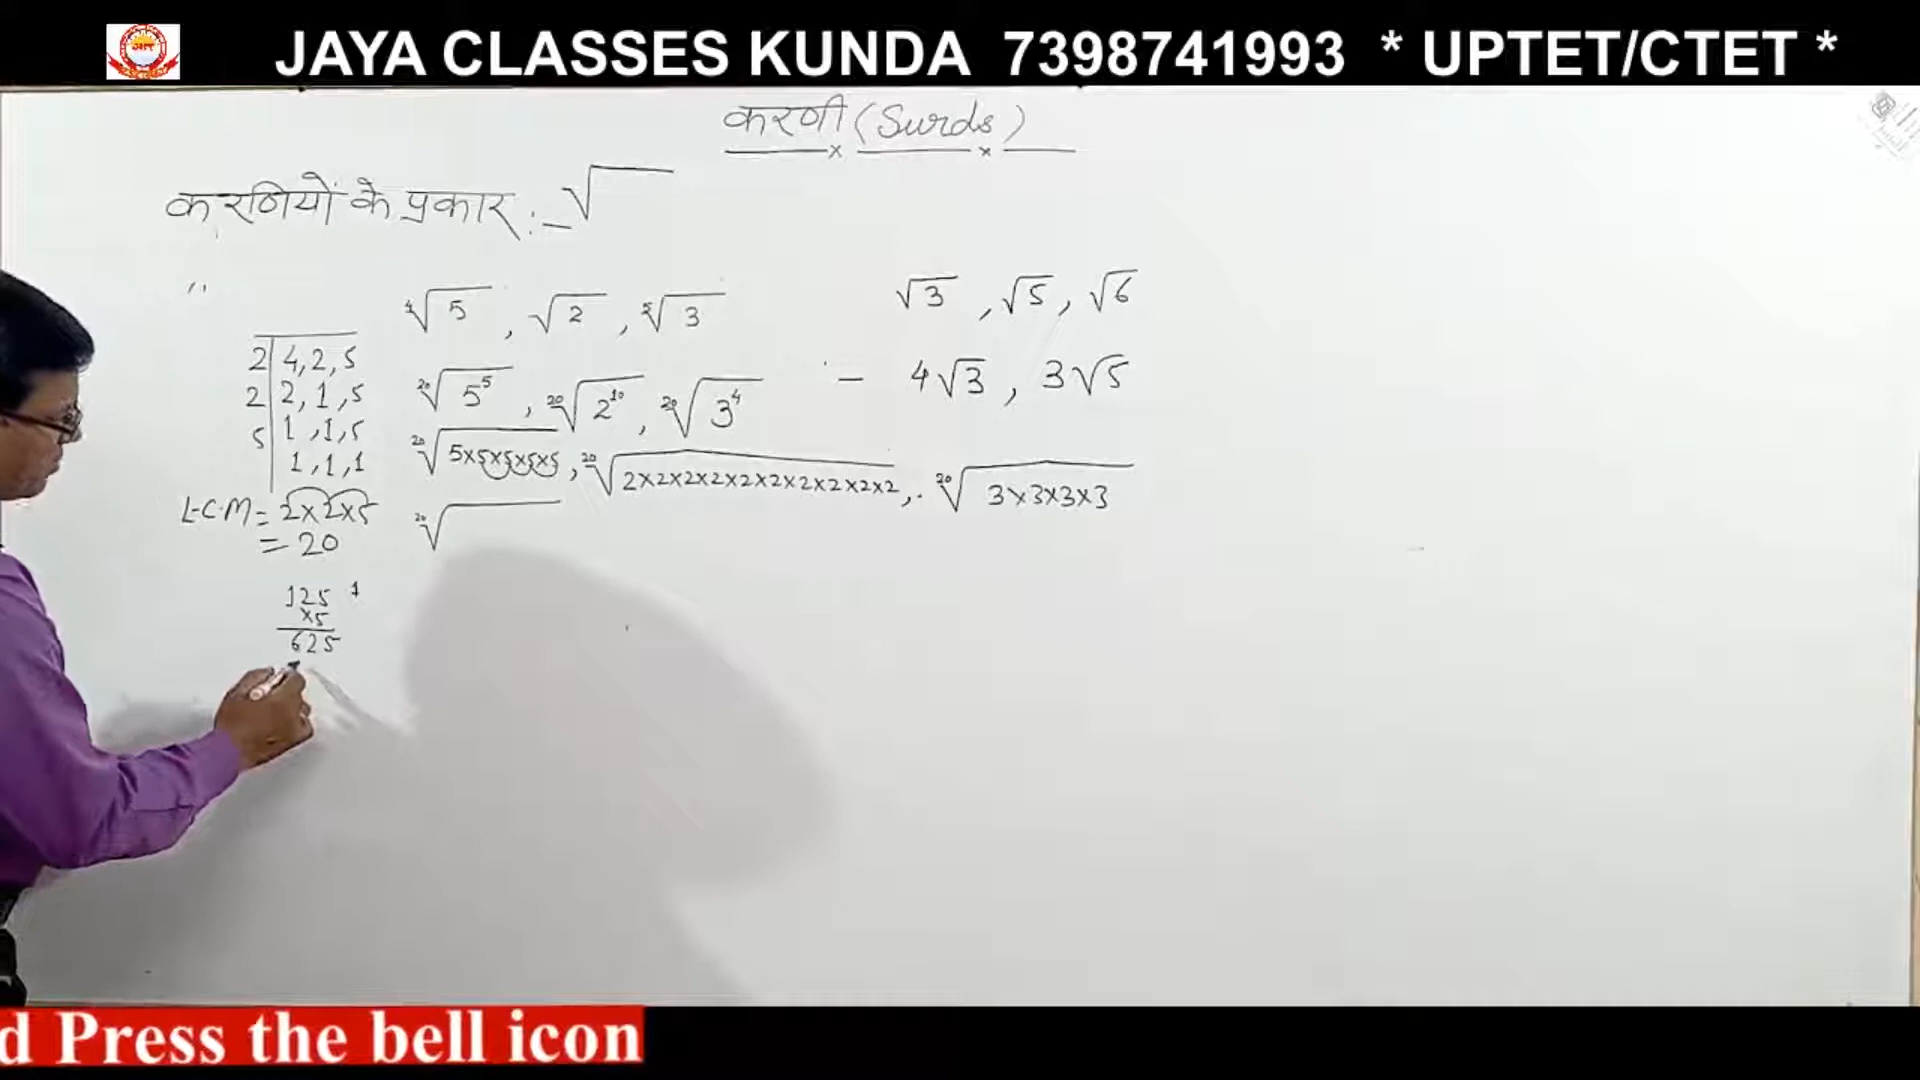 JAYA CLASSES KUNDA 7398741993 * UPTET/CTET *
करणी (Surds)
करणियों के प्रकार :- √
⁴√5 , √2 , ⁵√3
√3 , √5 , √6
2 | 4, 2, 5
2 | 2, 1, 5
5 | 1, 1, 5
1, 1, 1
²⁰√5⁵ , ²⁰√2¹⁰ , ²⁰√3⁴
- 4√3 , 3√5
²⁰√5×5×5×5×5 , ²⁰√2×2×2×2×2×2×2×2×2×2 , ²⁰√3×3×3×3
L.C.M = 2×2×5
= 20
²⁰√
125
×5
625
d Press the bell icon